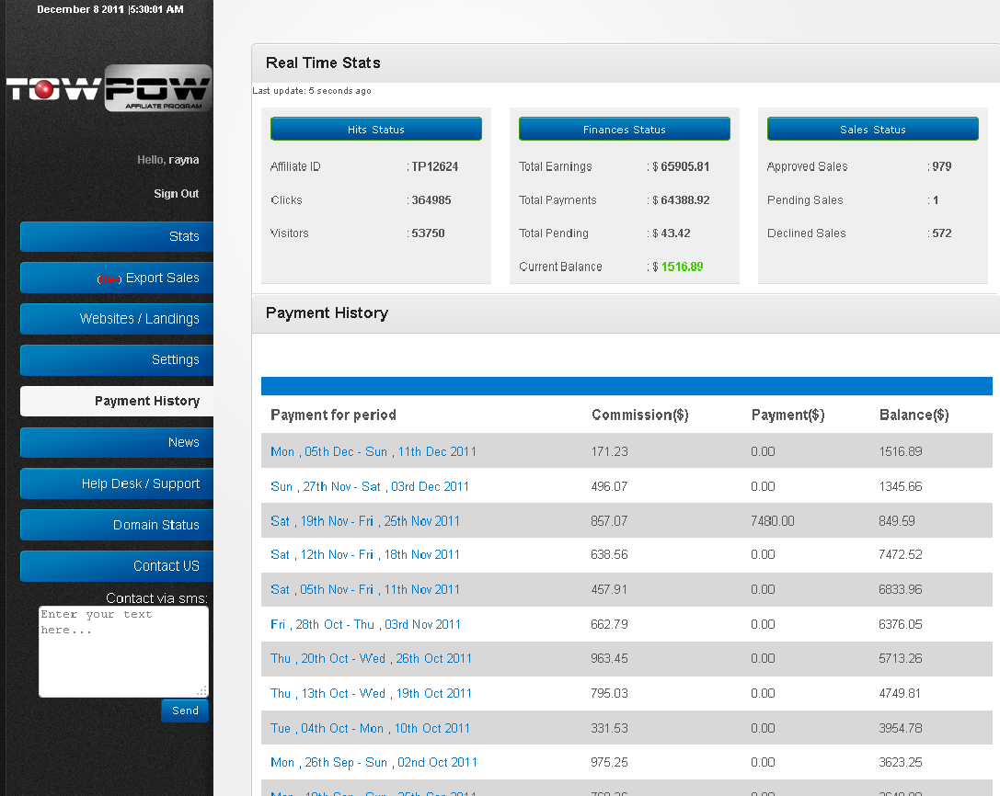 December 8 2011 |5:30:01 AM
TOWPOW
AFFILIATE PROGRAM
Hello, rayna
Sign Out
Stats
(New) Export Sales
Websites / Landings
Settings
Payment History
News
Help Desk / Support
Domain Status
Contact US
Contact via sms:
Enter your text
here...
Send
Real Time Stats
Last update: 5 seconds ago
Hits Status
Affiliate ID : TP12624
Clicks : 364985
Visitors : 53750
Finances Status
Total Earnings : $ 65905.81
Total Payments : $ 64388.92
Total Pending : $ 43.42
Current Balance : $ 1516.89
Sales Status
Approved Sales : 979
Pending Sales : 1
Declined Sales : 572
Payment History
Payment for period Commission($) Payment($) Balance($)
Mon , 05th Dec - Sun , 11th Dec 2011 171.23 0.00 1516.89
Sun , 27th Nov - Sat , 03rd Dec 2011 496.07 0.00 1345.66
Sat , 19th Nov - Fri , 25th Nov 2011 857.07 7480.00 849.59
Sat , 12th Nov - Fri , 18th Nov 2011 638.56 0.00 7472.52
Sat , 05th Nov - Fri , 11th Nov 2011 457.91 0.00 6833.96
Fri , 28th Oct - Thu , 03rd Nov 2011 662.79 0.00 6376.05
Thu , 20th Oct - Wed , 26th Oct 2011 963.45 0.00 5713.26
Thu , 13th Oct - Wed , 19th Oct 2011 795.03 0.00 4749.81
Tue , 04th Oct - Mon , 10th Oct 2011 331.53 0.00 3954.78
Mon , 26th Sep - Sun , 02nd Oct 2011 975.25 0.00 3623.25